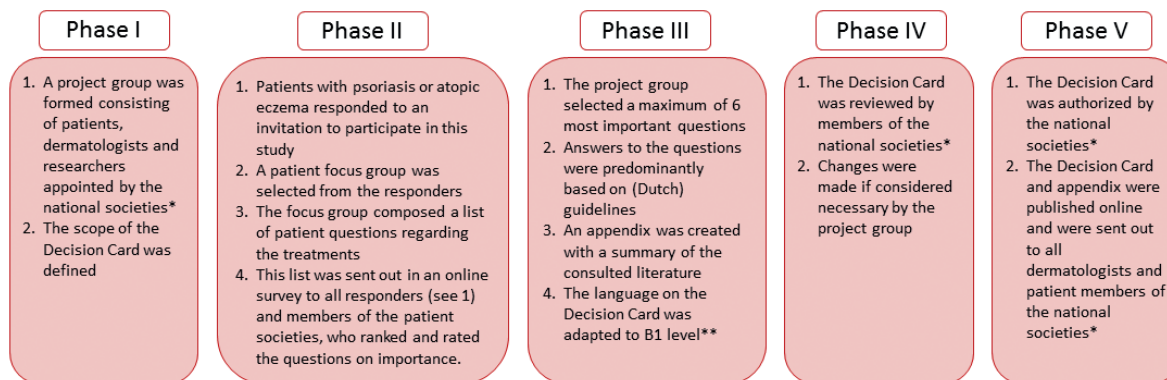 Phase I
1. A project group was
formed consisting
of patients,
dermatologists and
researchers
appointed by the
national societies*
2. The scope of the
Decision Card was
defined
Phase II
1. Patients with psoriasis or atopic
eczema responded to an
invitation to participate in this
study
2. A patient focus group was
selected from the responders
3. The focus group composed a list
of patient questions regarding
the treatments
4. This list was sent out in an online
survey to all responders (see 1)
and members of the patient
societies, who ranked and rated
the questions on importance.
Phase III
1. The project group
selected a maximum of 6
most important questions
2. Answers to the questions
were predominantly
based on (Dutch)
guidelines
3. An appendix was created
with a summary of the
consulted literature
4. The language on the
Decision Card was
adapted to B1 level**
Phase IV
1. The Decision Card
was reviewed by
members of the
national societies*
2. Changes were
made if considered
necessary by the
project group
Phase V
1. The Decision Card
was authorized by
the national
societies*
2. The Decision Card
and appendix were
published online
and were sent out
to all
dermatologists and
patient members of
the national
societies*